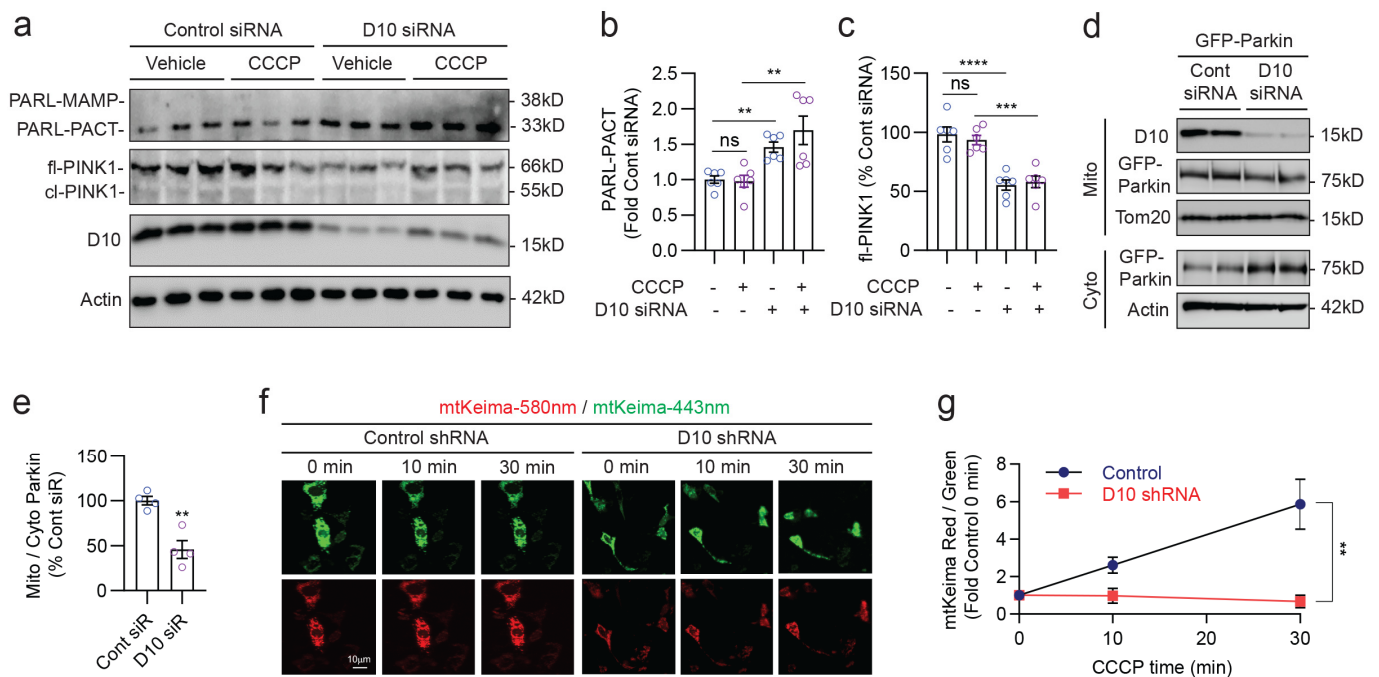 a
Control siRNA D10 siRNA
Vehicle CCCP Vehicle CCCP
PARL-MAMP-
PARL-PACT-
fl-PINK1-
cl-PINK1-
D10
Actin
- 38kD
- 33kD
- 66kD
- 55kD
- 15kD
- 42kD
b
PARL-PACT
(Fold Cont siRNA)
2.5
2.0
1.5
1.0
0.5
0.0
**
**
ns
CCCP - + - +
D10 siRNA - - + +
c
fl-PINK1 (% Cont siRNA)
150
100
50
0
****
ns
***
CCCP - + - +
D10 siRNA - - + +
d
GFP-Parkin
Cont siRNA
D10 siRNA
Mito
D10
GFP-Parkin
Tom20
Cyto
GFP-Parkin
Actin
15kD
75kD
15kD
75kD
42kD
e
Mito / Cyto Parkin
(% Cont siR)
150
100
50
0
**
Cont siR
D10 siR
f
mtKeima-580nm / mtKeima-443nm
Control shRNA D10 shRNA
0 min 10 min 30 min 0 min 10 min 30 min
10µm
g
mtKeima Red / Green
(Fold Control 0 min)
8
6
4
2
0
Control
D10 shRNA
**
0 10 20 30
CCCP time (min)